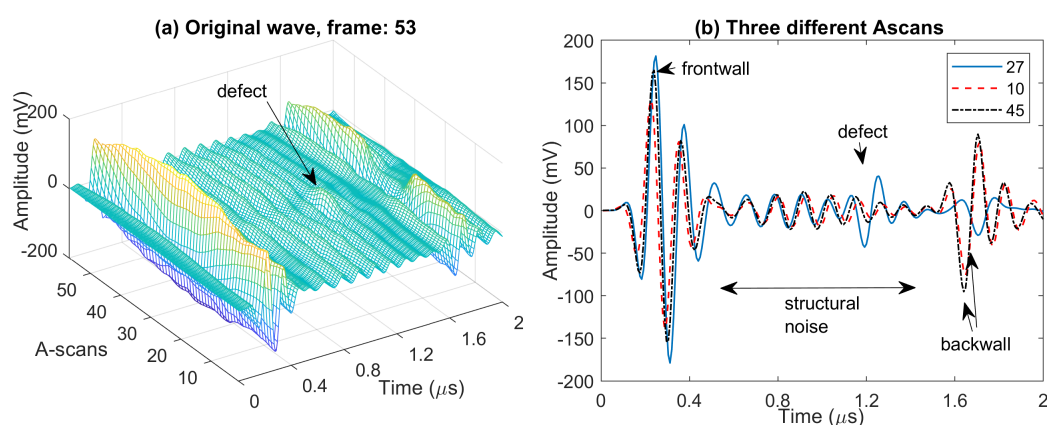 (a) Original wave, frame: 53
defect
Amplitude (mV)
200
0
-200
50
40
30
20
10
A-scans
0
0.4
0.8
1.2
1.6
2
Time (μs)
(b) Three different Ascans
frontwall
27
10
45
defect
structural
noise
backwall
Amplitude (mV)
200
150
100
50
0
-50
-100
-150
-200
0
0.4
0.8
1.2
1.6
2
Time (μs)